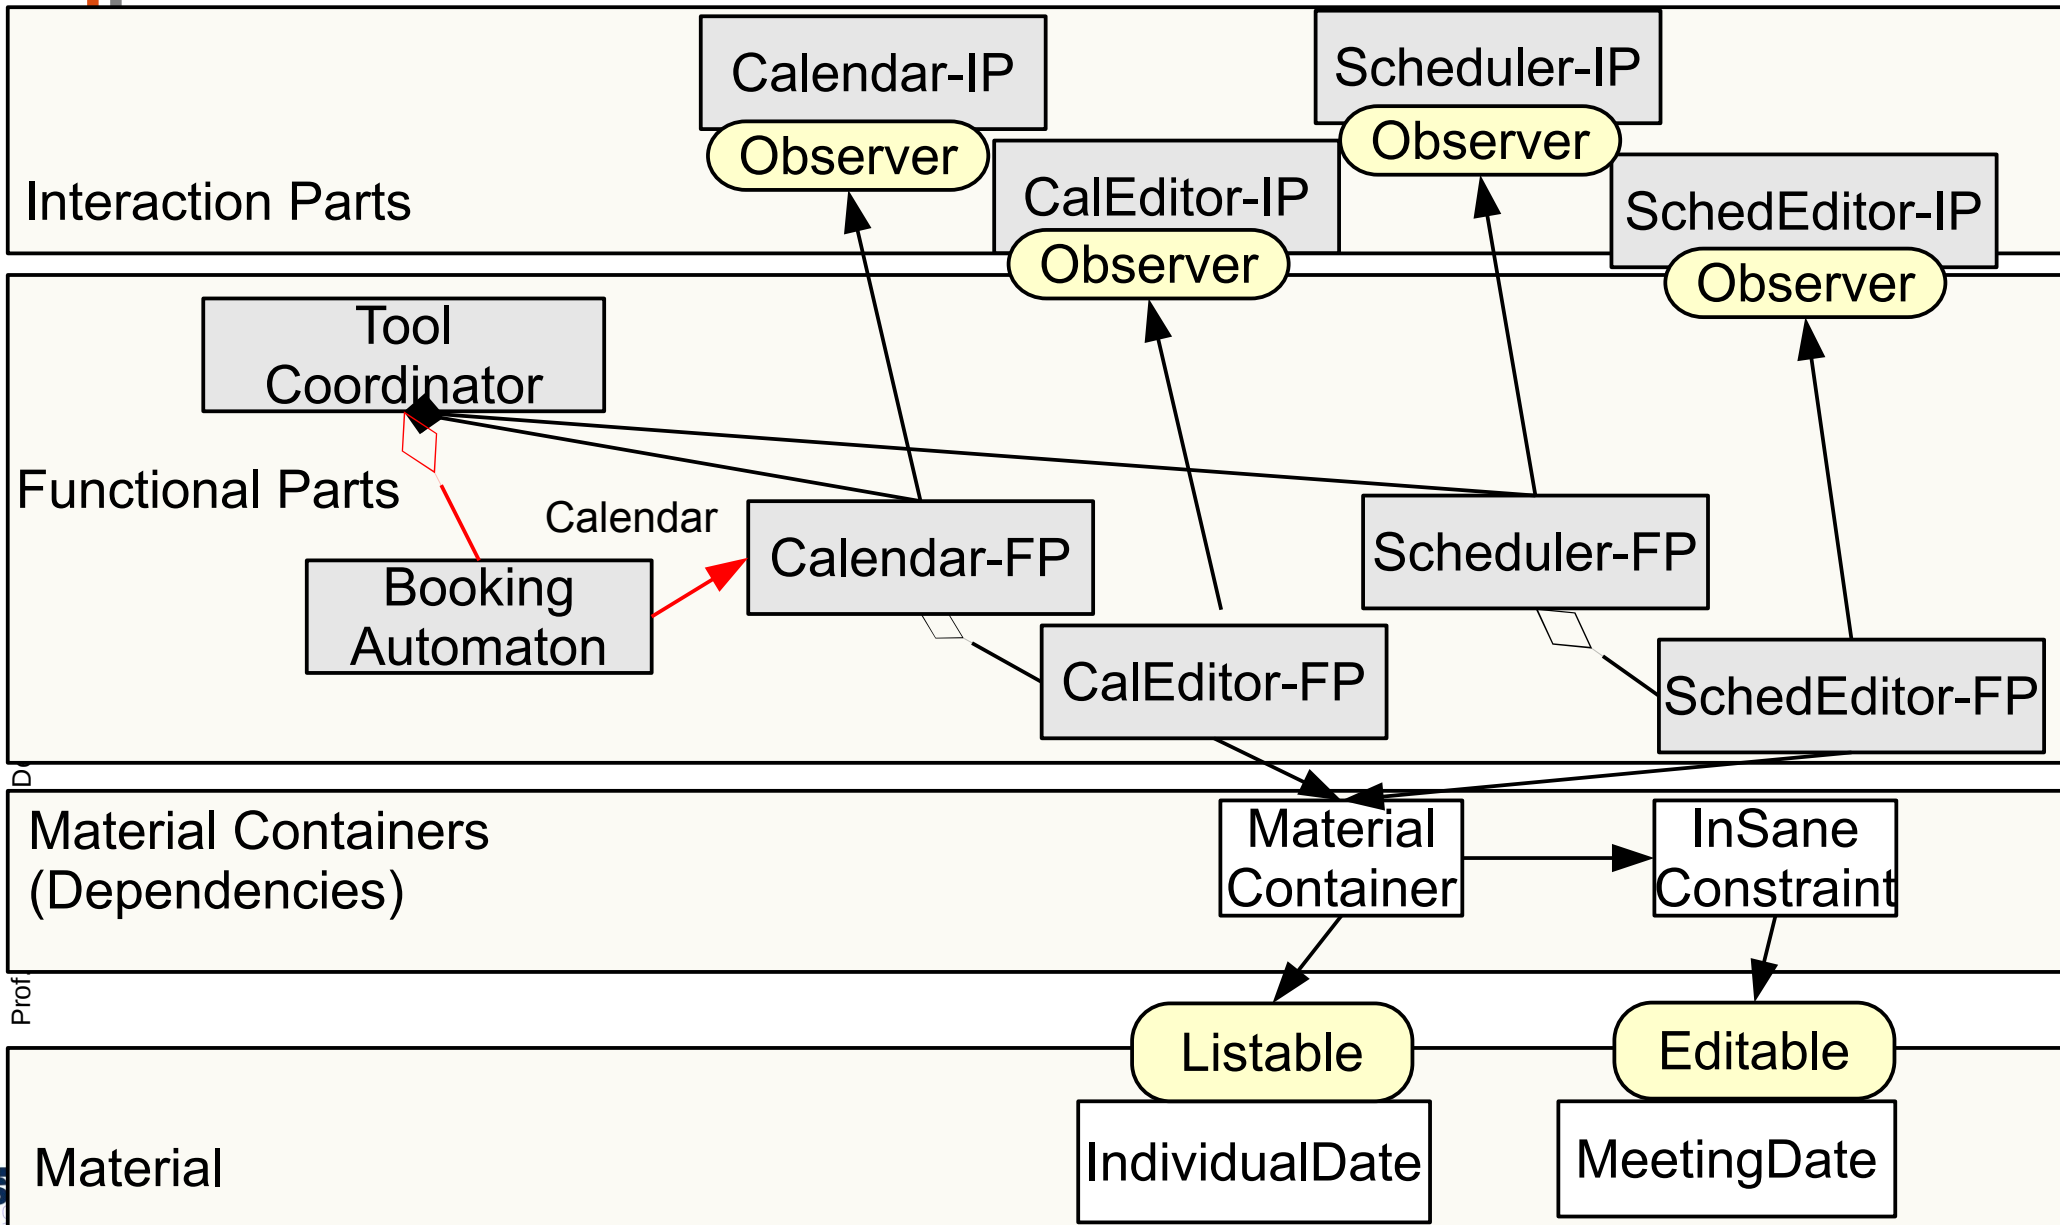 Calendar-IP
Scheduler-IP
Observer
Observer
Interaction Parts
CalEditor-IP
SchedEditor-IP
Observer
Observer
Tool
Coordinator
Functional Parts
Calendar
Calendar-FP
Scheduler-FP
Booking
Automaton
CalEditor-FP
SchedEditor-FP
Material Containers
(Dependencies)
Material
Container
InSane
Constraint
Prof.
Listable
Editable
Material
IndividualDate
MeetingDate